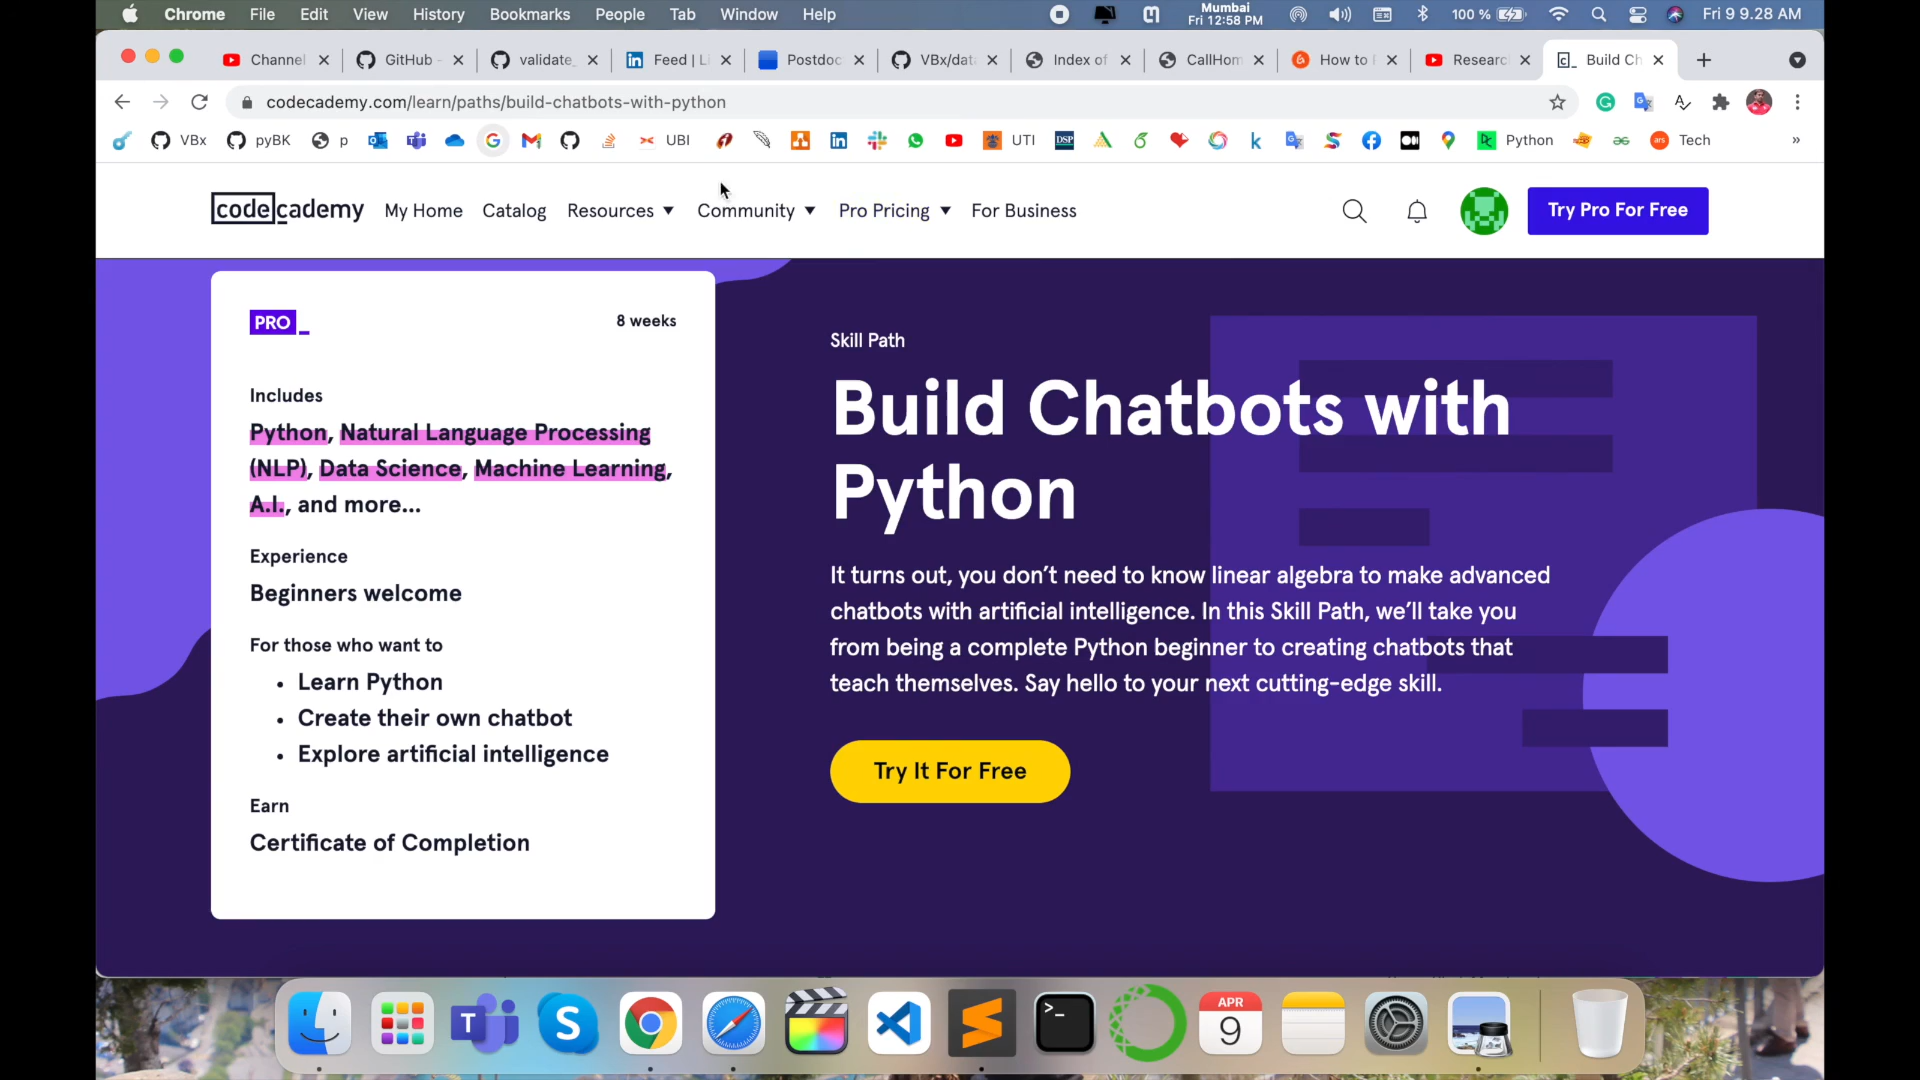 Chrome File Edit View History Bookmarks People Tab Window Help
Mumbai
Fri 12:58 PM
100 %
Fri 9 9.28 AM
Channel
GitHub -
validate_
Feed | Li
Postdoc
VBx/data
Index of
CallHom
How to
Researc
Build Ch
codecademy.com/learn/paths/build-chatbots-with-python
VBx
pyBK
p
UBI
UTI
DSP
Python
Tech
codecademy My Home Catalog Resources Community Pro Pricing For Business
Try Pro For Free
PRO_
8 weeks
Includes
Python, Natural Language Processing
(NLP), Data Science, Machine Learning,
A.I., and more...
Experience
Beginners welcome
For those who want to
• Learn Python
• Create their own chatbot
• Explore artificial intelligence
Earn
Certificate of Completion
Skill Path
Build Chatbots with
Python
It turns out, you don’t need to know linear algebra to make advanced
chatbots with artificial intelligence. In this Skill Path, we’ll take you
from being a complete Python beginner to creating chatbots that
teach themselves. Say hello to your next cutting-edge skill.
Try It For Free
APR
9